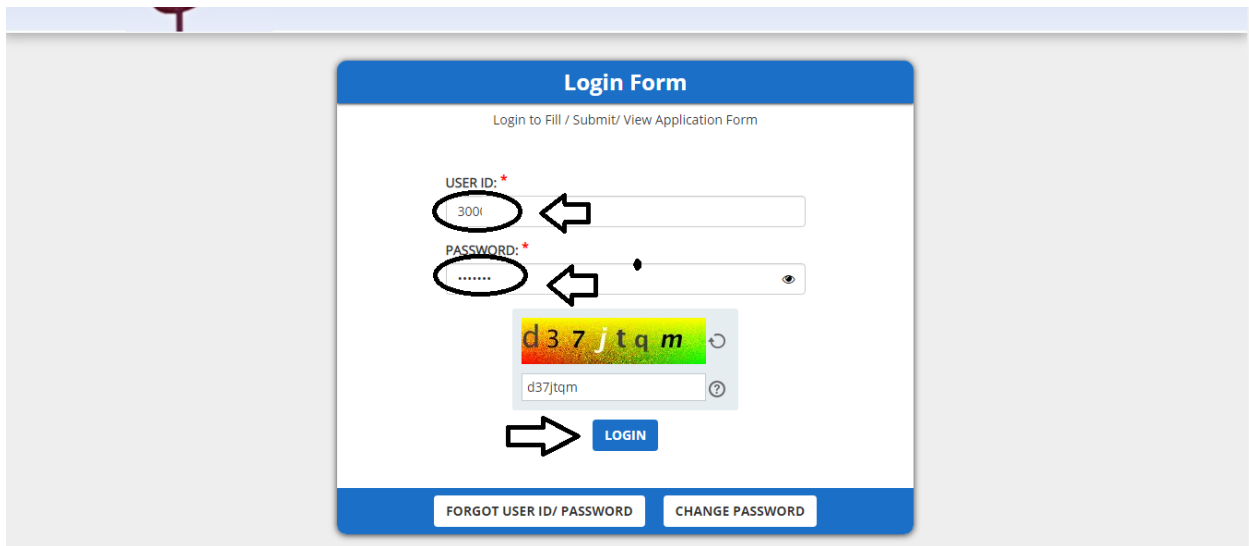 Login Form
Login to Fill / Submit/ View Application Form
USER ID: *
300
PASSWORD: *
.......
d37jtqm
d37jtqm
LOGIN
FORGOT USER ID/ PASSWORD
CHANGE PASSWORD